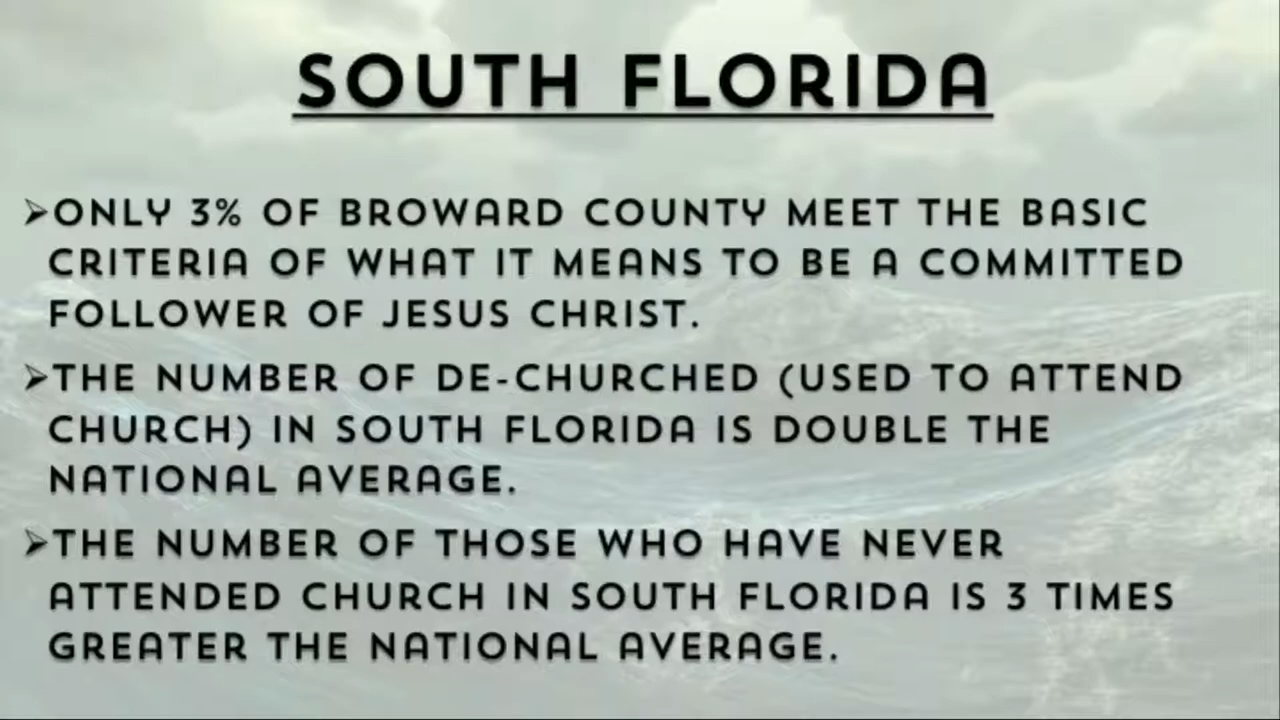 SOUTH FLORIDA
➢ONLY 3% OF BROWARD COUNTY MEET THE BASIC
CRITERIA OF WHAT IT MEANS TO BE A COMMITTED
FOLLOWER OF JESUS CHRIST.
➢THE NUMBER OF DE-CHURCHED (USED TO ATTEND
CHURCH) IN SOUTH FLORIDA IS DOUBLE THE
NATIONAL AVERAGE.
➢THE NUMBER OF THOSE WHO HAVE NEVER
ATTENDED CHURCH IN SOUTH FLORIDA IS 3 TIMES
GREATER THE NATIONAL AVERAGE.